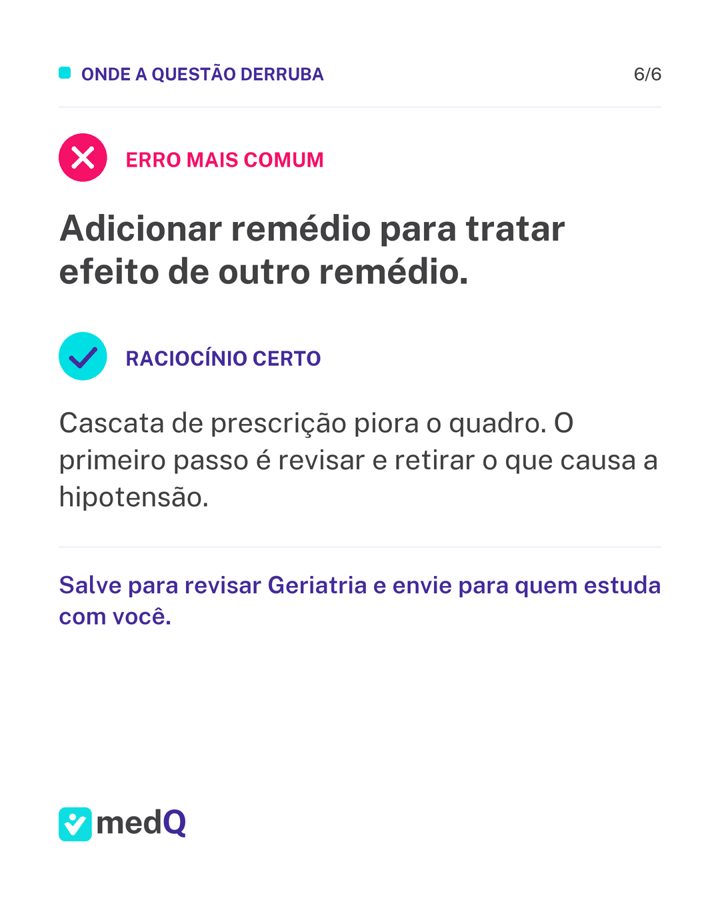 ONDE A QUESTÃO DERRUBA
6/6
ERRO MAIS COMUM
Adicionar remédio para tratar
efeito de outro remédio.
RACIOCÍNIO CERTO
Cascata de prescrição piora o quadro. O
primeiro passo é revisar e retirar o que causa a
hipotensão.
Salve para revisar Geriatria e envie para quem estuda
com você.
medQ